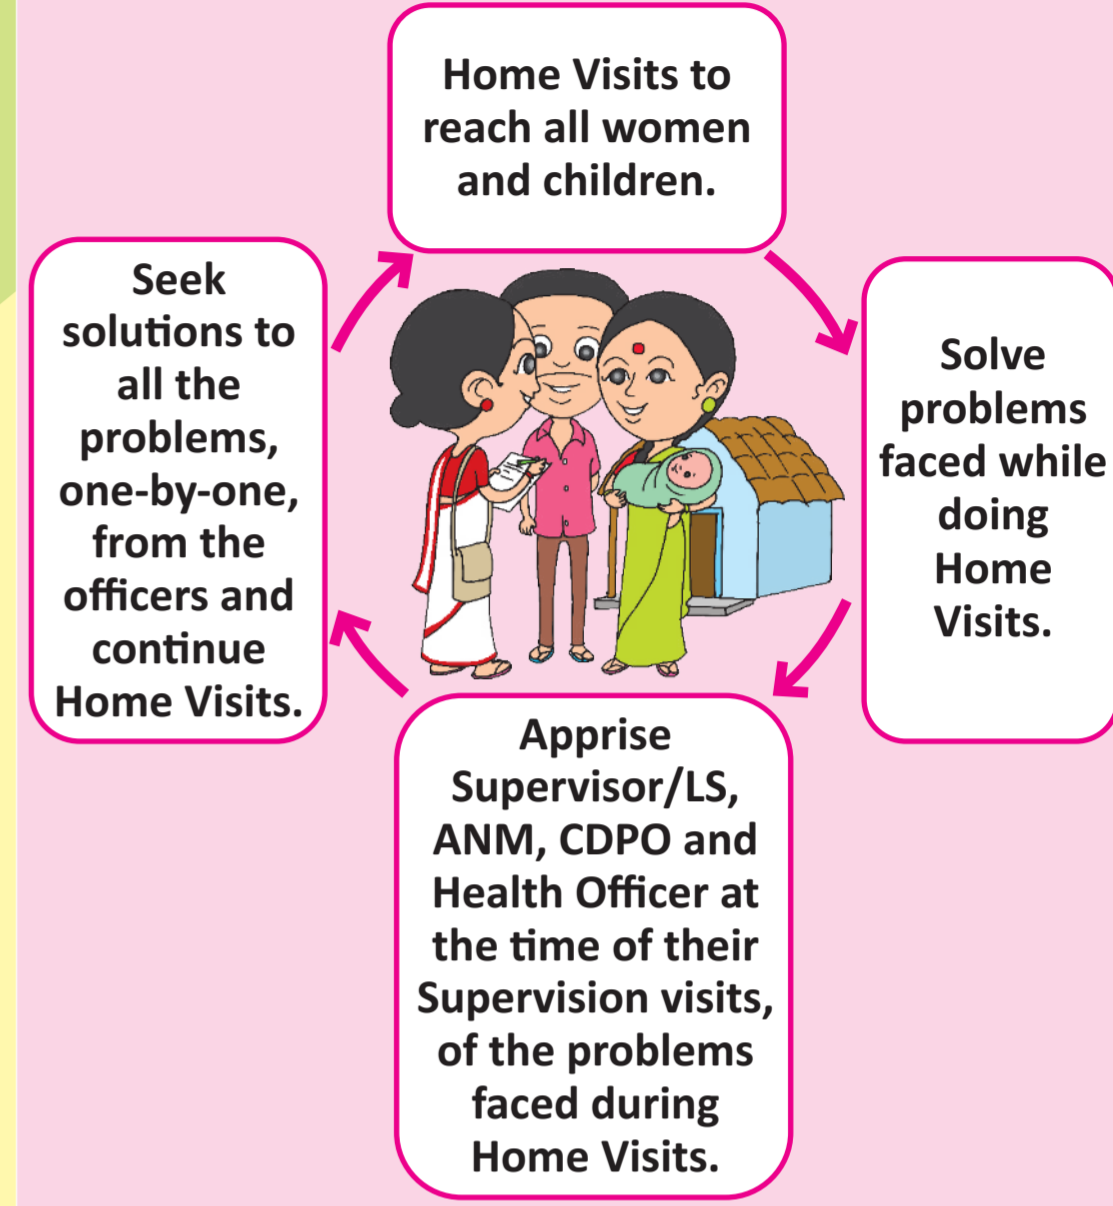 Home Visits to
reach all women
and children.
Solve
problems
faced while
doing
Home
Visits.
Apprise
Supervisor/LS,
ANM, CDPO and
Health Officer at
the time of their
Supervision visits,
of the problems
faced during
Home Visits.
Seek
solutions to
all the
problems,
one-by-one,
from the
officers and
continue
Home Visits.